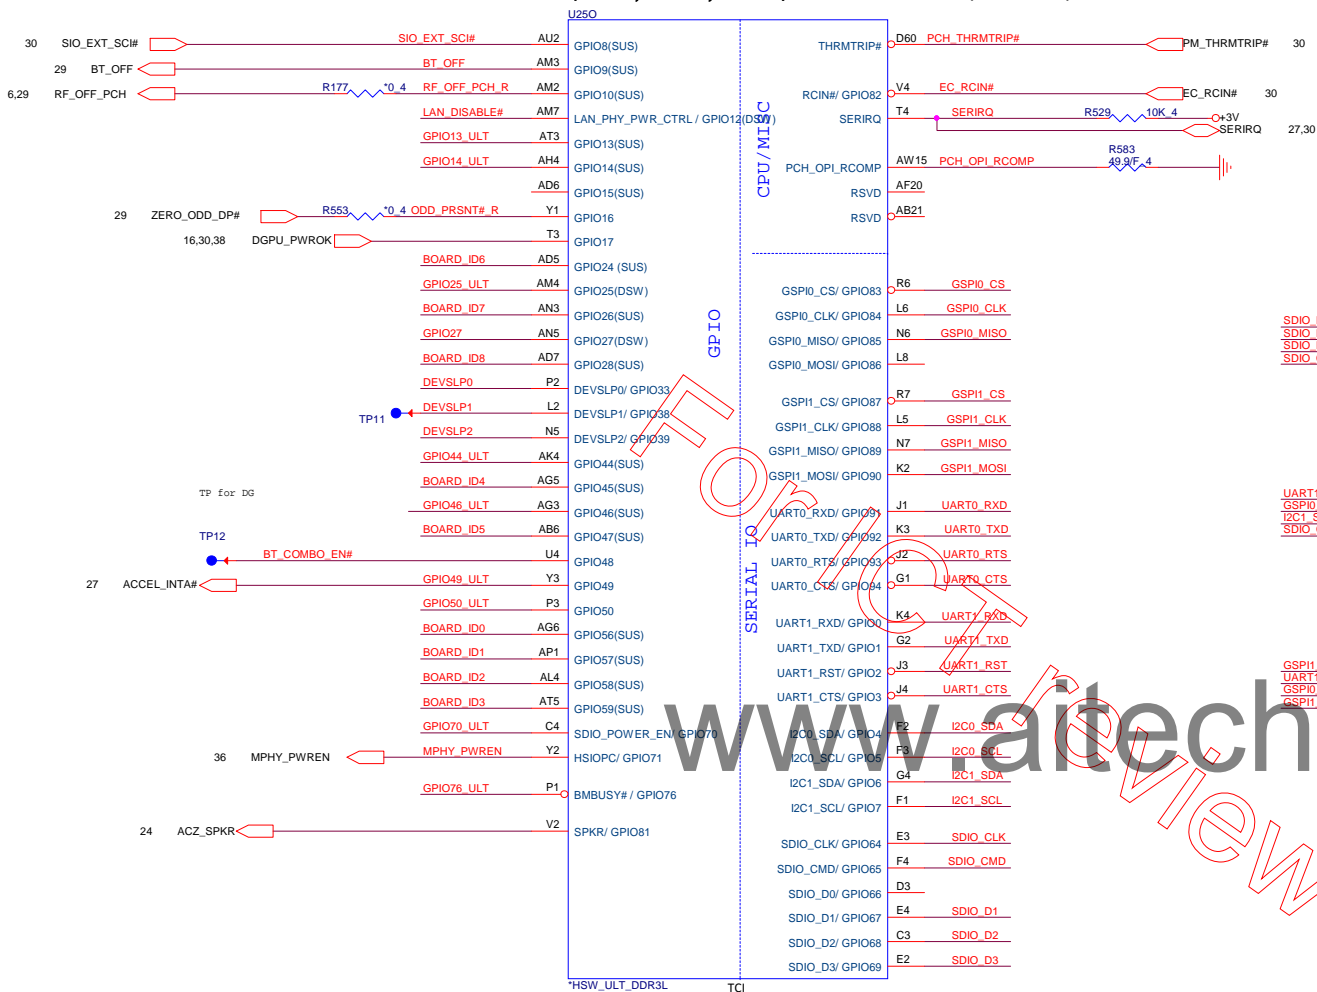 U25O
30 SIO_EXT_SCI# SIO_EXT_SCI# AU2 GPIO8(SUS)
29 BT_OFF BT_OFF AM3 GPIO9(SUS)
6,29 RF_OFF_PCH R177 *0_4 RF_OFF_PCH_R AM2 GPIO10(SUS)
LAN_DISABLE# AM7 LAN_PHY_PWR_CTRL / GPIO12(DSW)
GPIO13_ULT AT3 GPIO13(SUS)
GPIO14_ULT AH4 GPIO14(SUS)
AD6 GPIO15(SUS)
29 ZERO_ODD_DP# R553 *0_4 ODD_PRSNT#_R Y1 GPIO16
16,30,38 DGPU_PWROK T3 GPIO17
BOARD_ID6 AD5 GPIO24 (SUS)
GPIO25_ULT AM4 GPIO25(DSW)
BOARD_ID7 AN3 GPIO26(SUS)
GPIO27 AN5 GPIO27(DSW)
BOARD_ID8 AD7 GPIO28(SUS)
DEVSLP0 P2 DEVSLP0/ GPIO33
TP11 DEVSLP1 L2 DEVSLP1/ GPIO38
DEVSLP2 N5 DEVSLP2/ GPIO39
GPIO44_ULT AK4 GPIO44(SUS)
BOARD_ID4 AG5 GPIO45(SUS)
TP for DG
GPIO46_ULT AG3 GPIO46(SUS)
BOARD_ID5 AB6 GPIO47(SUS)
TP12 BT_COMBO_EN# U4 GPIO48
27 ACCEL_INTA# GPIO49_ULT Y3 GPIO49
GPIO50_ULT P3 GPIO50
BOARD_ID0 AG6 GPIO56(SUS)
BOARD_ID1 AP1 GPIO57(SUS)
BOARD_ID2 AL4 GPIO58(SUS)
BOARD_ID3 AT5 GPIO59(SUS)
GPIO70_ULT C4 SDIO_POWER_EN/ GPIO70
36 MPHY_PWREN MPHY_PWREN Y2 HSIOPC/ GPIO71
GPIO76_ULT P1 BMBUSY# / GPIO76
24 ACZ_SPKR V2 SPKR/ GPIO81
GPIO
CPU/MISC
SERIAL IO
THRMTRIP# D60 PCH_THRMTRIP# PM_THRMTRIP# 30
RCIN#/ GPIO82 V4 EC_RCIN# EC_RCIN# 30
SERIRQ T4 SERIRQ R529 10K_4 +3V
SERIRQ 27,30
PCH_OPI_RCOMP AW15 PCH_OPI_RCOMP R583 49.9/F_4
RSVD AF20
RSVD AB21
GSPI0_CS/ GPIO83 R6 GSPI0_CS
GSPI0_CLK/ GPIO84 L6 GSPI0_CLK
GSPI0_MISO/ GPIO85 N6 GSPI0_MISO
GSPI0_MOSI/ GPIO86 L8
GSPI1_CS/ GPIO87 R7 GSPI1_CS
GSPI1_CLK/ GPIO88 L5 GSPI1_CLK
GSPI1_MISO/ GPIO89 N7 GSPI1_MISO
GSPI1_MOSI/ GPIO90 K2 GSPI1_MOSI
UART0_RXD/ GPIO91 J1 UART0_RXD
UART0_TXD/ GPIO92 K3 UART0_TXD
UART0_RTS/ GPIO93 J2 UART0_RTS
UART0_CTS/ GPIO94 G1 UART0_CTS
UART1_RXD/ GPIO0 K4 UART1_RXD
UART1_TXD/ GPIO1 G2 UART1_TXD
UART1_RST/ GPIO2 J3 UART1_RST
UART1_CTS/ GPIO3 J4 UART1_CTS
I2C0_SDA/ GPIO4 F2 I2C0_SDA
I2C0_SCL/ GPIO5 F3 I2C0_SCL
I2C1_SDA/ GPIO6 G4 I2C1_SDA
I2C1_SCL/ GPIO7 F1 I2C1_SCL
SDIO_CLK/ GPIO64 E3 SDIO_CLK
SDIO_CMD/ GPIO65 F4 SDIO_CMD
SDIO_D0/ GPIO66 D3
SDIO_D1/ GPIO67 E4 SDIO_D1
SDIO_D2/ GPIO68 C3 SDIO_D2
SDIO_D3/ GPIO69 E2 SDIO_D3
*HSW_ULT_DDR3L
SDIO_
SDIO_
SDIO_
SDIO_
UART1
GSPI0
I2C1_S
SDIO_
GSPI1
UART1
GSPI0
GSPI1
For ICT review
www.aitech